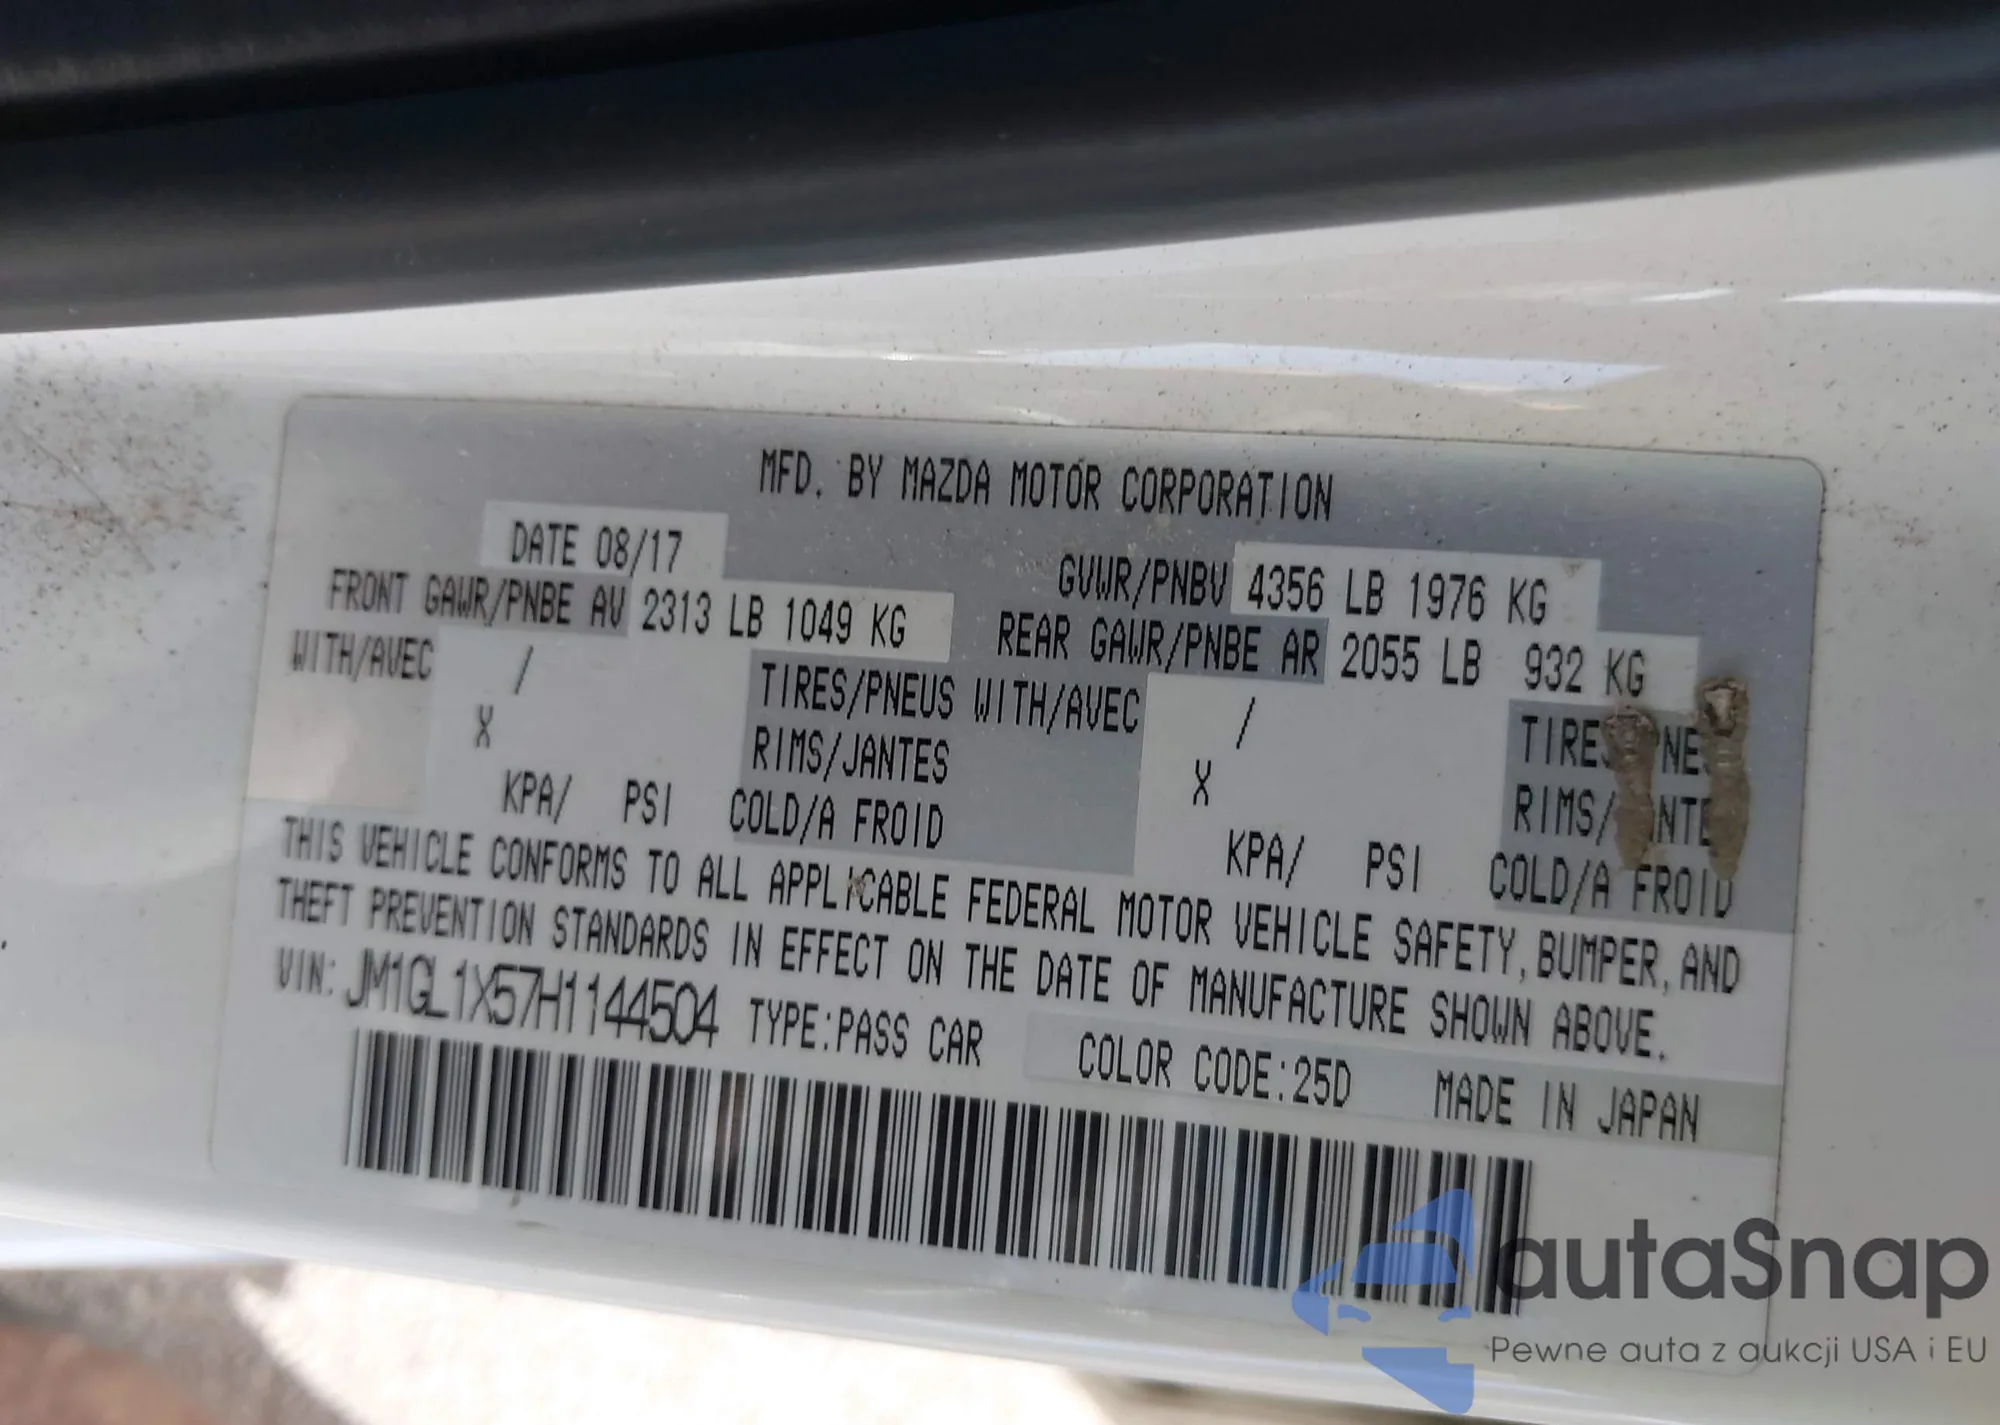 MFD. BY MAZDA MOTOR CORPORATION
DATE 08/17 GVWR/PNBV 4356 LB 1976 KG
FRONT GAWR/PNBE AV 2313 LB 1049 KG REAR GAWR/PNBE AR 2055 LB 932 KG
WITH/AVEC / TIRES/PNEUS WITH/AVEC /
X RIMS/JANTES X
KPA/ PSI COLD/A FROID KPA/ PSI COLD/A FROID
THIS VEHICLE CONFORMS TO ALL APPLICABLE FEDERAL MOTOR VEHICLE SAFETY, BUMPER, AND
THEFT PREVENTION STANDARDS IN EFFECT ON THE DATE OF MANUFACTURE SHOWN ABOVE.
VIN: JM1GL1X57H1144504 TYPE:PASS CAR COLOR CODE:25D MADE IN JAPAN
autaSnap
Pewne auta z aukcji USA i EU